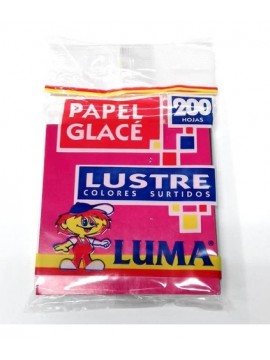 PAPEL
GLACÉ
200
HOJAS
LUSTRE
COLORES SURTIDOS
LUMA®